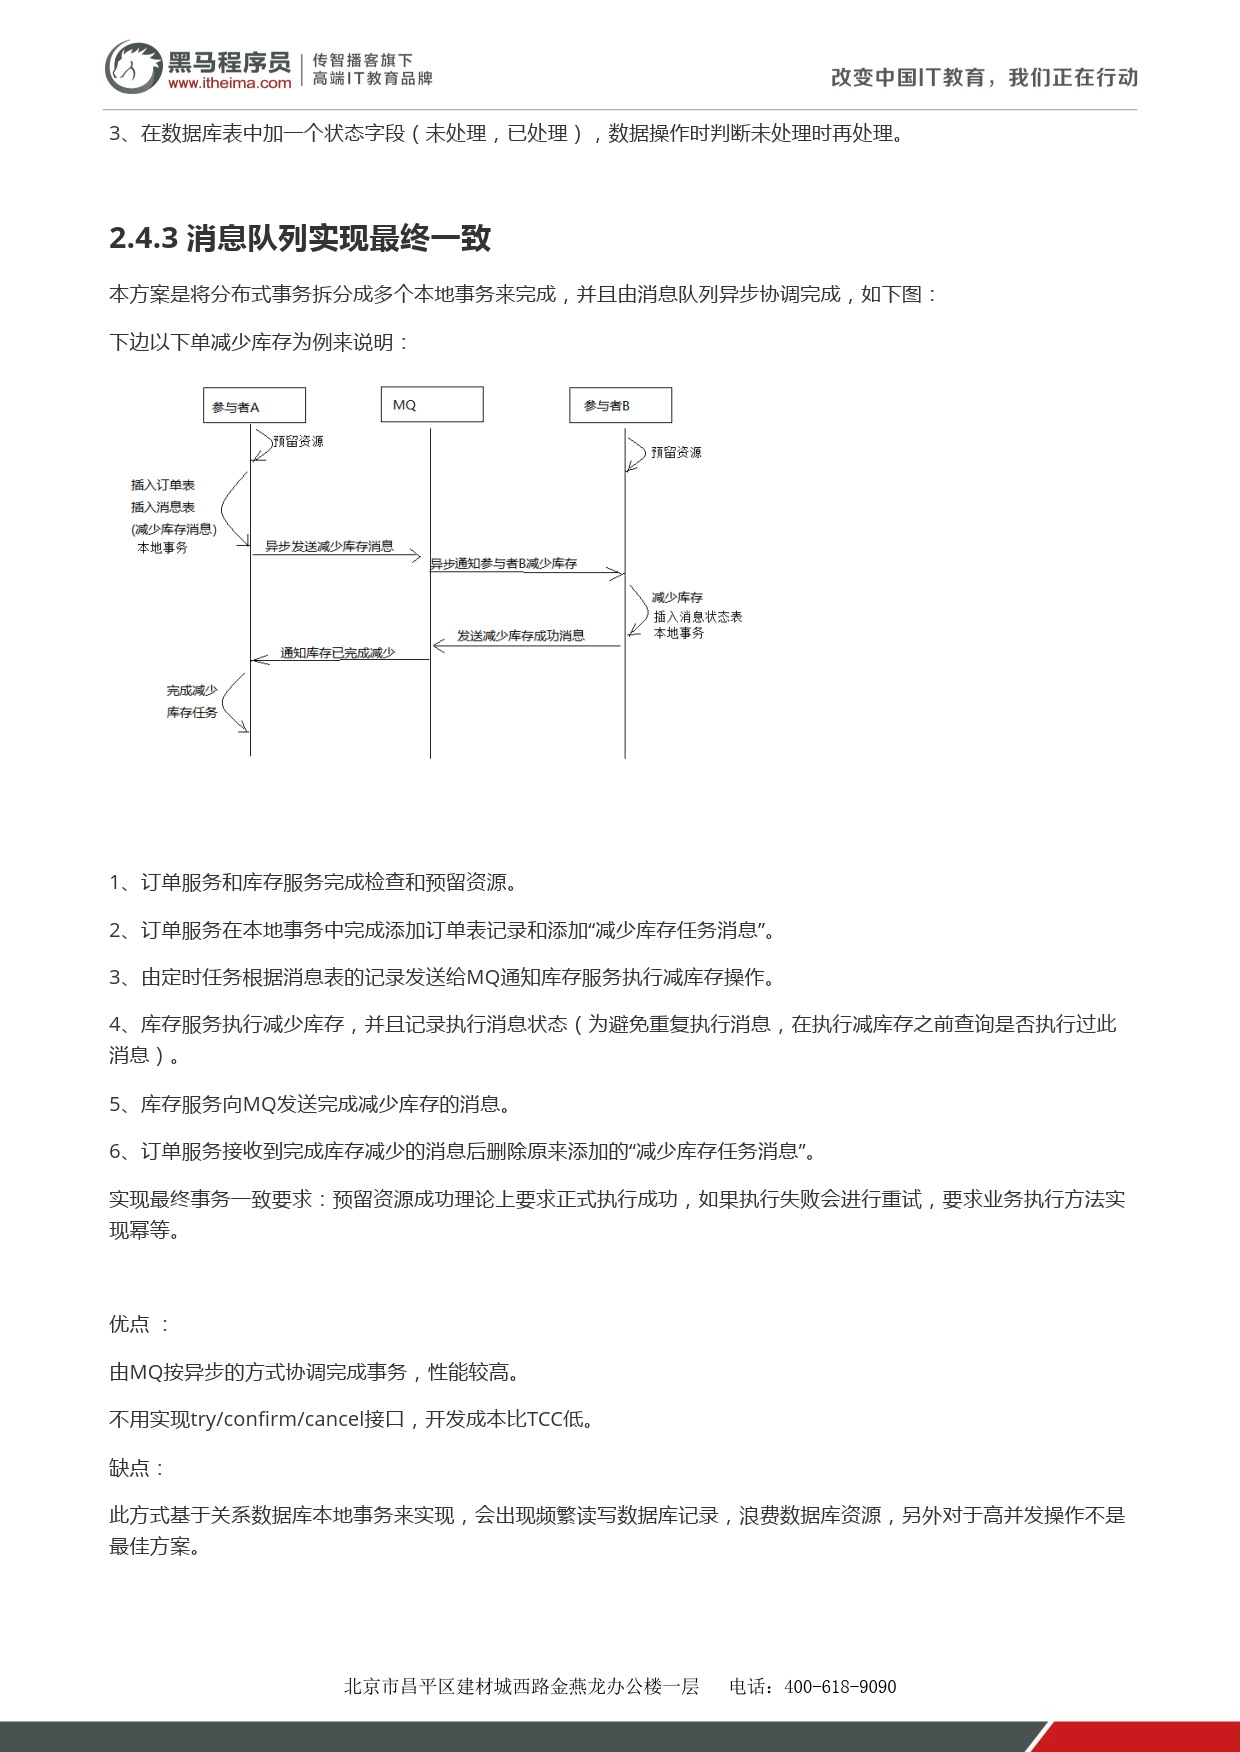 黑马程序员
www.itheima.com
传智播客旗下
高端IT教育品牌
改变中国IT教育，我们正在行动
3、在数据库表中加一个状态字段（未处理，已处理），数据操作时判断未处理时再处理。
2.4.3 消息队列实现最终一致
本方案是将分布式事务拆分成多个本地事务来完成，并且由消息队列异步协调完成，如下图：
下边以下单减少库存为例来说明：
参与者A
MQ
参与者B
预留资源
预留资源
插入订单表
插入消息表
(减少库存消息)
本地事务
异步发送减少库存消息
异步通知参与者B减少库存
减少库存
插入消息状态表
本地事务
发送减少库存成功消息
通知库存已完成减少
完成减少
库存任务
1、订单服务和库存服务完成检查和预留资源。
2、订单服务在本地事务中完成添加订单表记录和添加“减少库存任务消息”。
3、由定时任务根据消息表的记录发送给MQ通知库存服务执行减库存操作。
4、库存服务执行减少库存，并且记录执行消息状态（为避免重复执行消息，在执行减库存之前查询是否执行过此
消息）。
5、库存服务向MQ发送完成减少库存的消息。
6、订单服务接收到完成库存减少的消息后删除原来添加的“减少库存任务消息”。
实现最终事务一致要求：预留资源成功理论上要求正式执行成功，如果执行失败会进行重试，要求业务执行方法实
现幂等。
优点 ：
由MQ按异步的方式协调完成事务，性能较高。
不用实现try/confirm/cancel接口，开发成本比TCC低。
缺点：
此方式基于关系数据库本地事务来实现，会出现频繁读写数据库记录，浪费数据库资源，另外对于高并发操作不是
最佳方案。
北京市昌平区建材城西路金燕龙办公楼一层 电话：400-618-9090